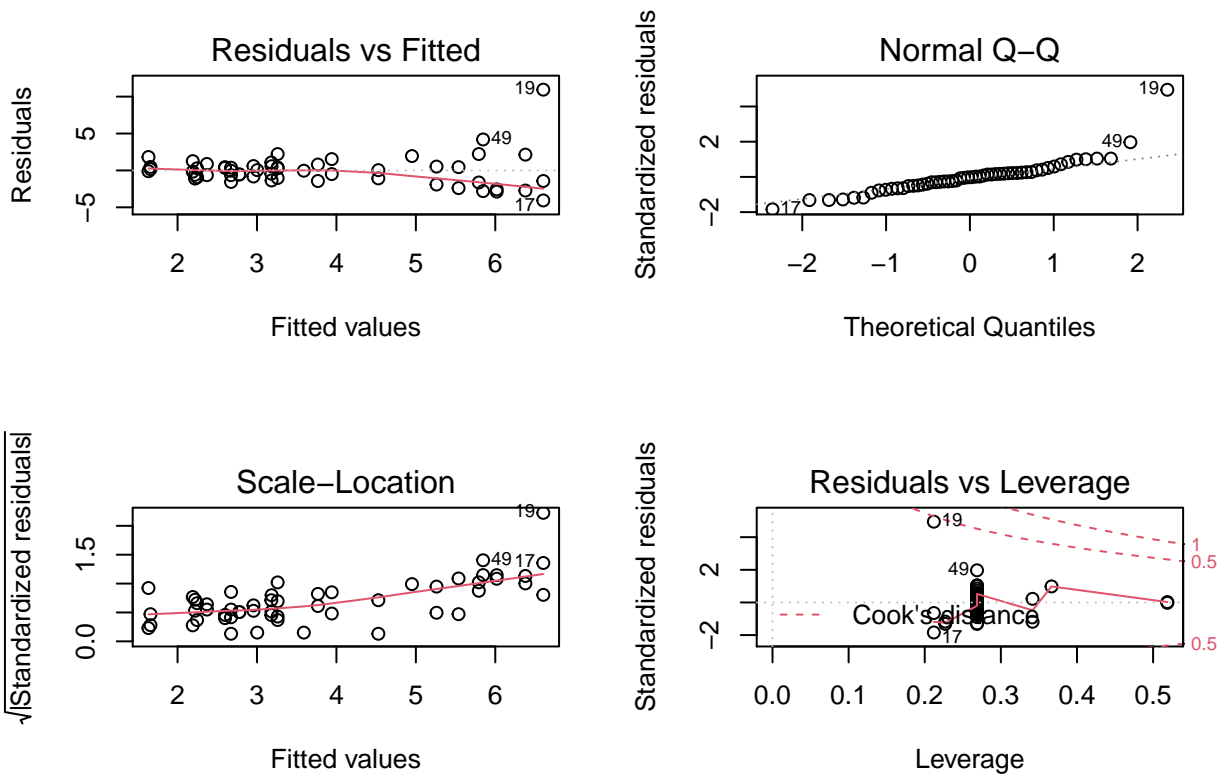 Residuals vs Fitted
Residuals
5
−5
19
49
17
2 3 4 5 6
Fitted values
Normal Q−Q
Standardized residuals
2
−2
19
49
17
−2 −1 0 1 2
Theoretical Quantiles
Scale−Location
√|Standardized residuals|
1.5
0.0
19
49 17
2 3 4 5 6
Fitted values
Residuals vs Leverage
Standardized residuals
2
−2
19
49
17
Cook's distance
1
0.5
0.5
0.0 0.1 0.2 0.3 0.4 0.5
Leverage